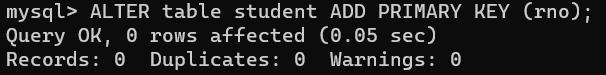 mysql> ALTER table student ADD PRIMARY KEY (rno);
Query OK, 0 rows affected (0.05 sec)
Records: 0  Duplicates: 0  Warnings: 0